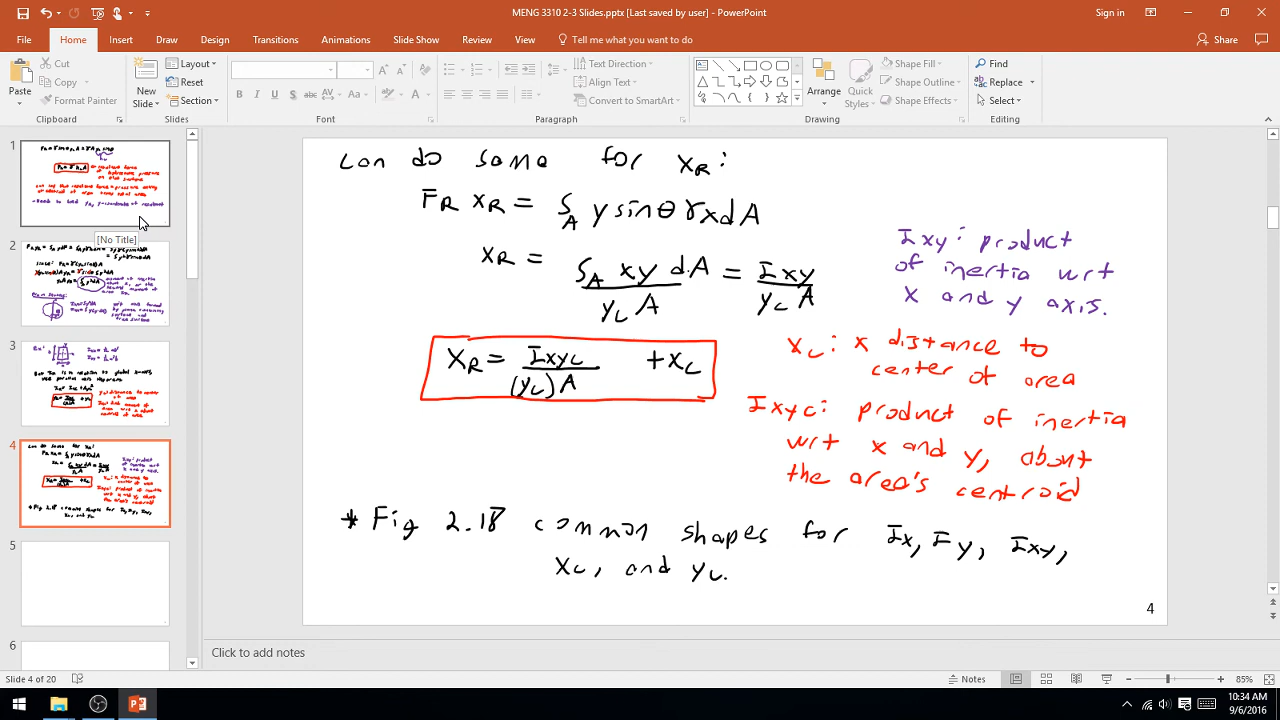 MENG 3310 2-3 Slides.pptx [Last saved by user] - PowerPoint
Sign in
File Home Insert Draw Design Transitions Animations Slide Show Review View Tell me what you want to do
Share
Paste
Cut
Copy
Format Painter
Clipboard
New Slide
Layout
Reset
Section
Slides
Font
Text Direction
Align Text
Convert to SmartArt
Paragraph
Arrange
Quick Styles
Shape Fill
Shape Outline
Shape Effects
Drawing
Find
Replace
Select
Editing
1
[No Title]
2
3
4
5
6
can do same for XR:
FR XR = ∫A y sinθ γxdA
XR = ∫A xy dA / yc A = Ixy / yc A
XR = Ixyc / (yc)A + xc
Ixy: product
of inertia wrt
x and y axis.
xc: x distance to
center of area
Ixyc: product of inertia
wrt x and y, about
the area's centroid
* Fig 2.18 common shapes for Ix, Iy, Ixy,
xc, and yc.
4
Click to add notes
Slide 4 of 20
Notes
85%
10:34 AM
9/6/2016